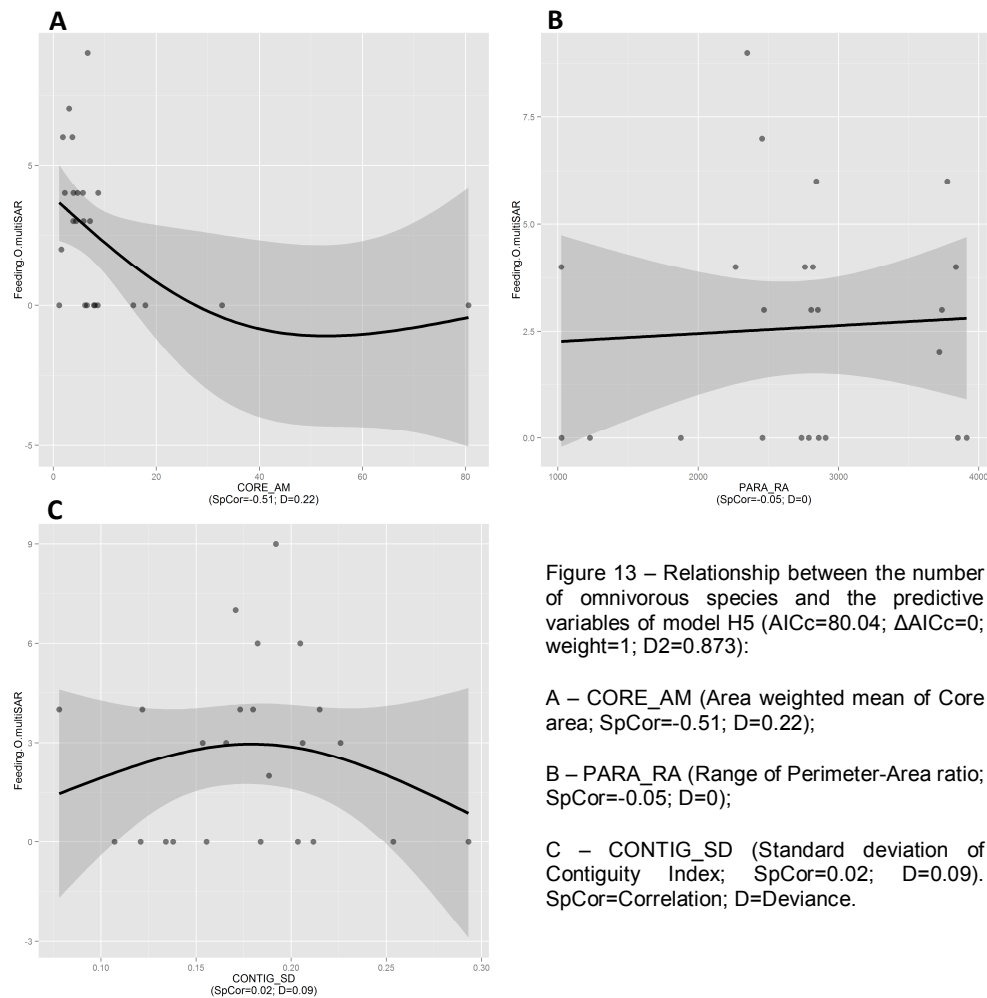 A
Feeding.O.multiSAR
5
0
-5
0 20 40 60 80
CORE_AM
(SpCor=-0.51; D=0.22)
B
Feeding.O.multiSAR
7.5
5.0
2.5
0.0
1000 2000 3000 4000
PARA_RA
(SpCor=-0.05; D=0)
C
Feeding.O.multiSAR
9
6
3
0
-3
0.10 0.15 0.20 0.25 0.30
CONTIG_SD
(SpCor=0.02; D=0.09)
Figure 13 – Relationship between the number
of omnivorous species and the predictive
variables of model H5 (AICc=80.04; ΔAICc=0;
weight=1; D2=0.873):
A – CORE_AM (Area weighted mean of Core
area; SpCor=-0.51; D=0.22);
B – PARA_RA (Range of Perimeter-Area ratio;
SpCor=-0.05; D=0);
C – CONTIG_SD (Standard deviation of
Contiguity Index; SpCor=0.02; D=0.09).
SpCor=Correlation; D=Deviance.